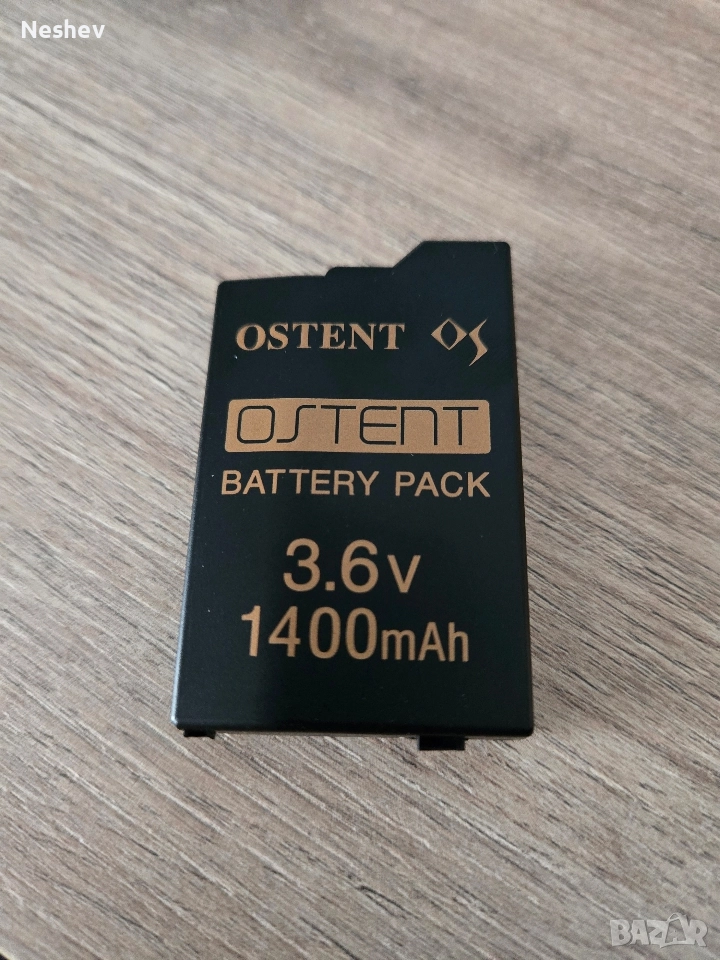 Neshev
OSTENT OS
OSTENT
BATTERY PACK
3.6v
1400mAh
BAZAR